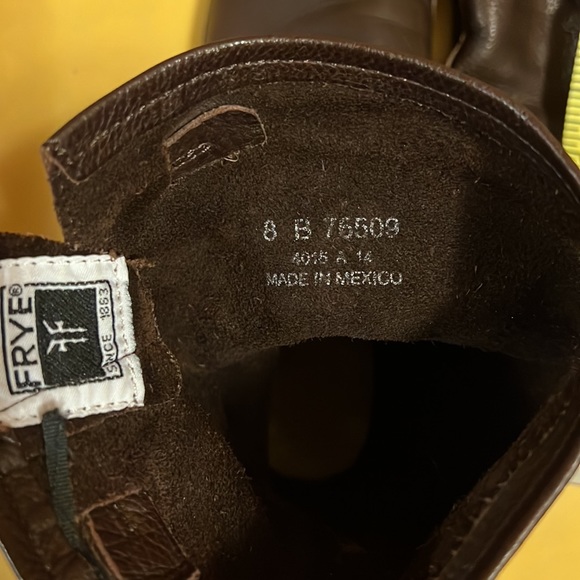 8 B 76509
4015 A 14
MADE IN MEXICO
FRYE®
SINCE 1863